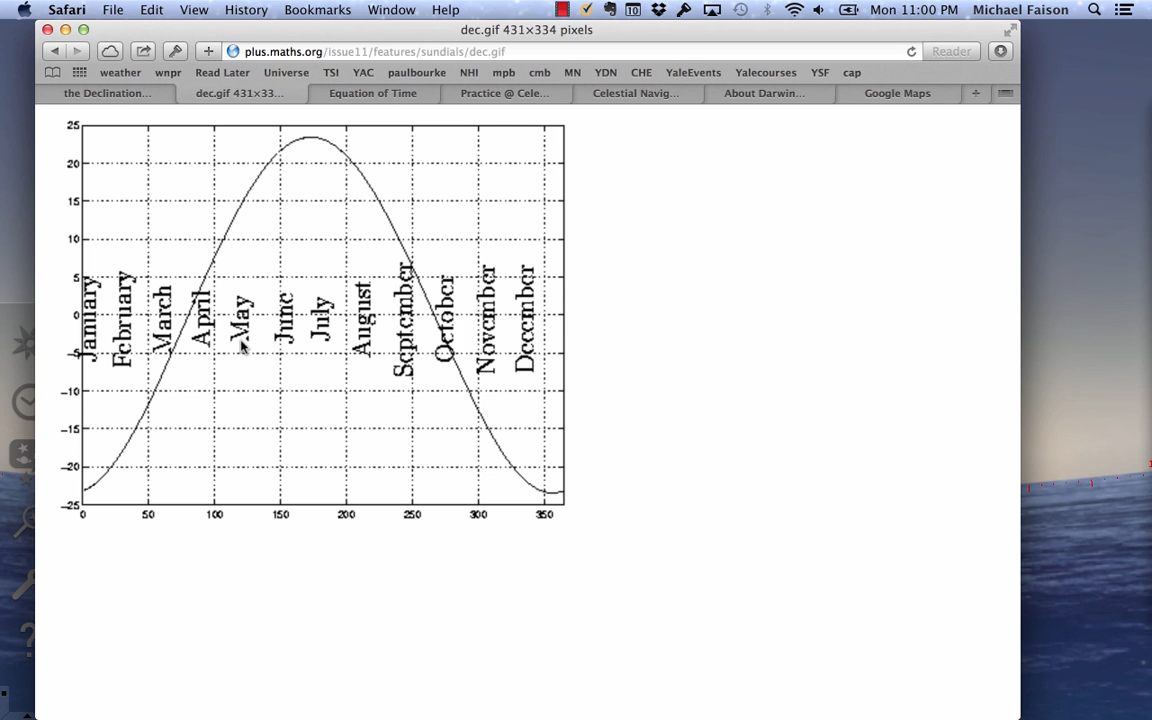 Safari File Edit View History Bookmarks Window Help 10 Mon 11:00 PM Michael Faison
dec.gif 431×334 pixels
plus.maths.org/issue11/features/sundials/dec.gif Reader
weather wnpr Read Later Universe TSI YAC paulbourke NHI mpb cmb MN YDN CHE YaleEvents Yalecourses YSF cap
the Declination... dec.gif 431×33... Equation of Time Practice @ Cele... Celestial Navig... About Darwin... Google Maps
25
20
15
10
5
0
-5
-10
-15
-20
-25
January
February
March
April
May
June
July
August
September
October
November
December
0 50 100 150 200 250 300 350